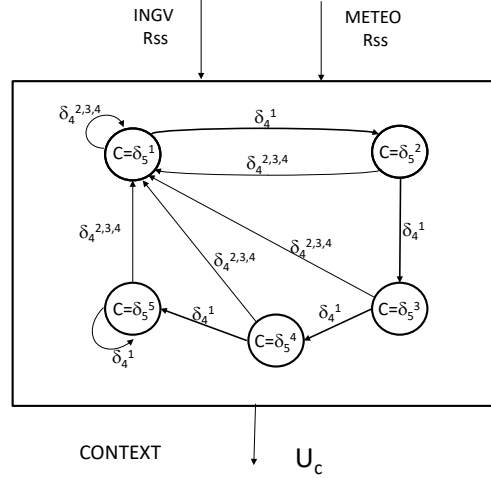 INGV
Rss
METEO
Rss
δ₄^2,3,4
δ₄^1
C=δ₅^1
C=δ₅^2
δ₄^2,3,4
δ₄^1
δ₄^2,3,4
δ₄^2,3,4
δ₄^2,3,4
C=δ₅^5
δ₄^1
δ₄^1
C=δ₅^3
C=δ₅^4
δ₄^1
CONTEXT
U_c